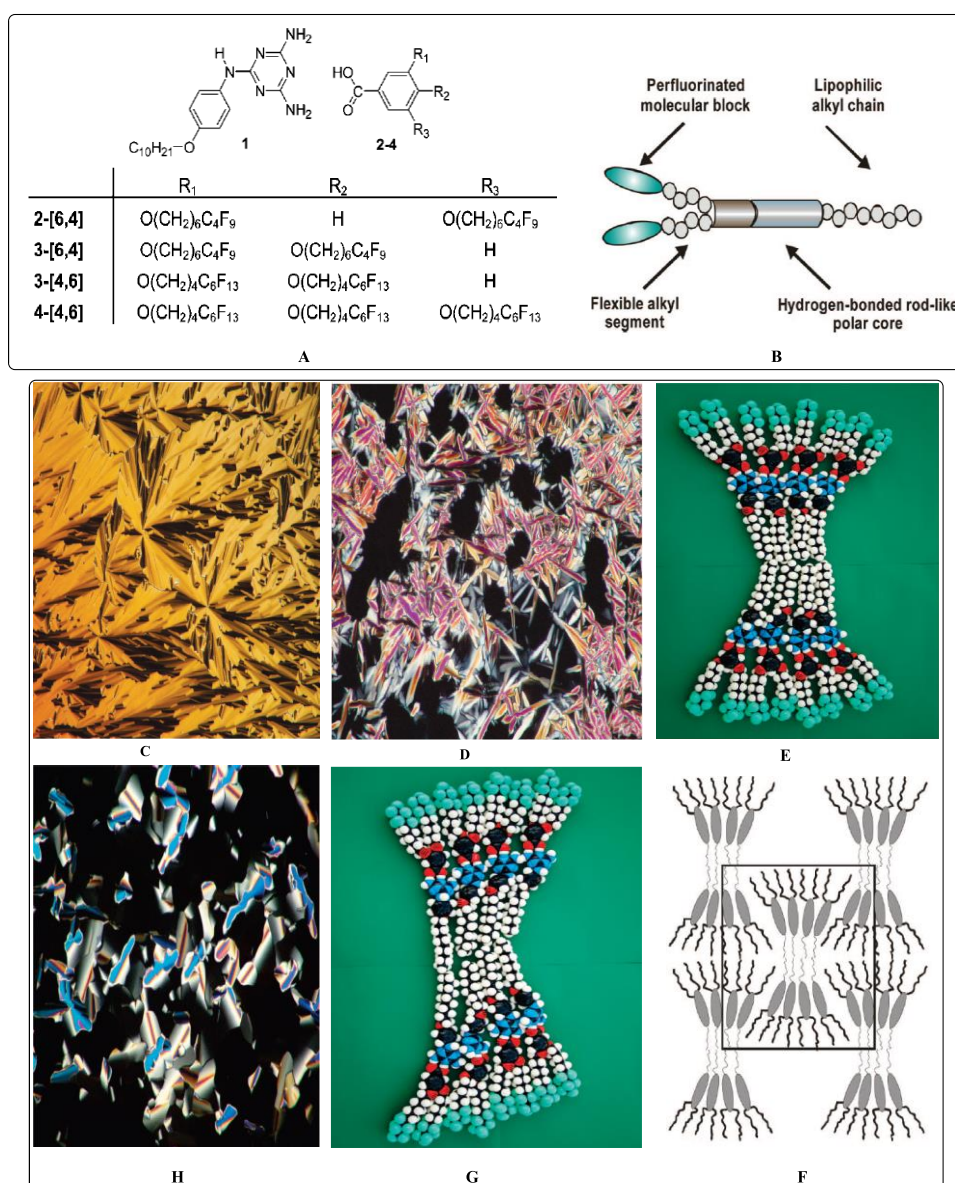 H
N
N
NH₂
N
N
NH₂
C₁₀H₂₁
O
1
HO
O
R₁
R₂
R₃
2-4
R₁ R₂ R₃
2-[6,4] O(CH₂)₆C₄F₉ H O(CH₂)₆C₄F₉
3-[6,4] O(CH₂)₆C₄F₉ O(CH₂)₆C₄F₉ H
3-[4,6] O(CH₂)₄C₆F₁₃ O(CH₂)₄C₆F₁₃ H
4-[4,6] O(CH₂)₄C₆F₁₃ O(CH₂)₄C₆F₁₃ O(CH₂)₄C₆F₁₃
A
Perfluorinated
molecular block
Lipophilic
alkyl chain
Flexible alkyl
segment
Hydrogen-bonded rod-like
polar core
B
C
D
E
H
G
F